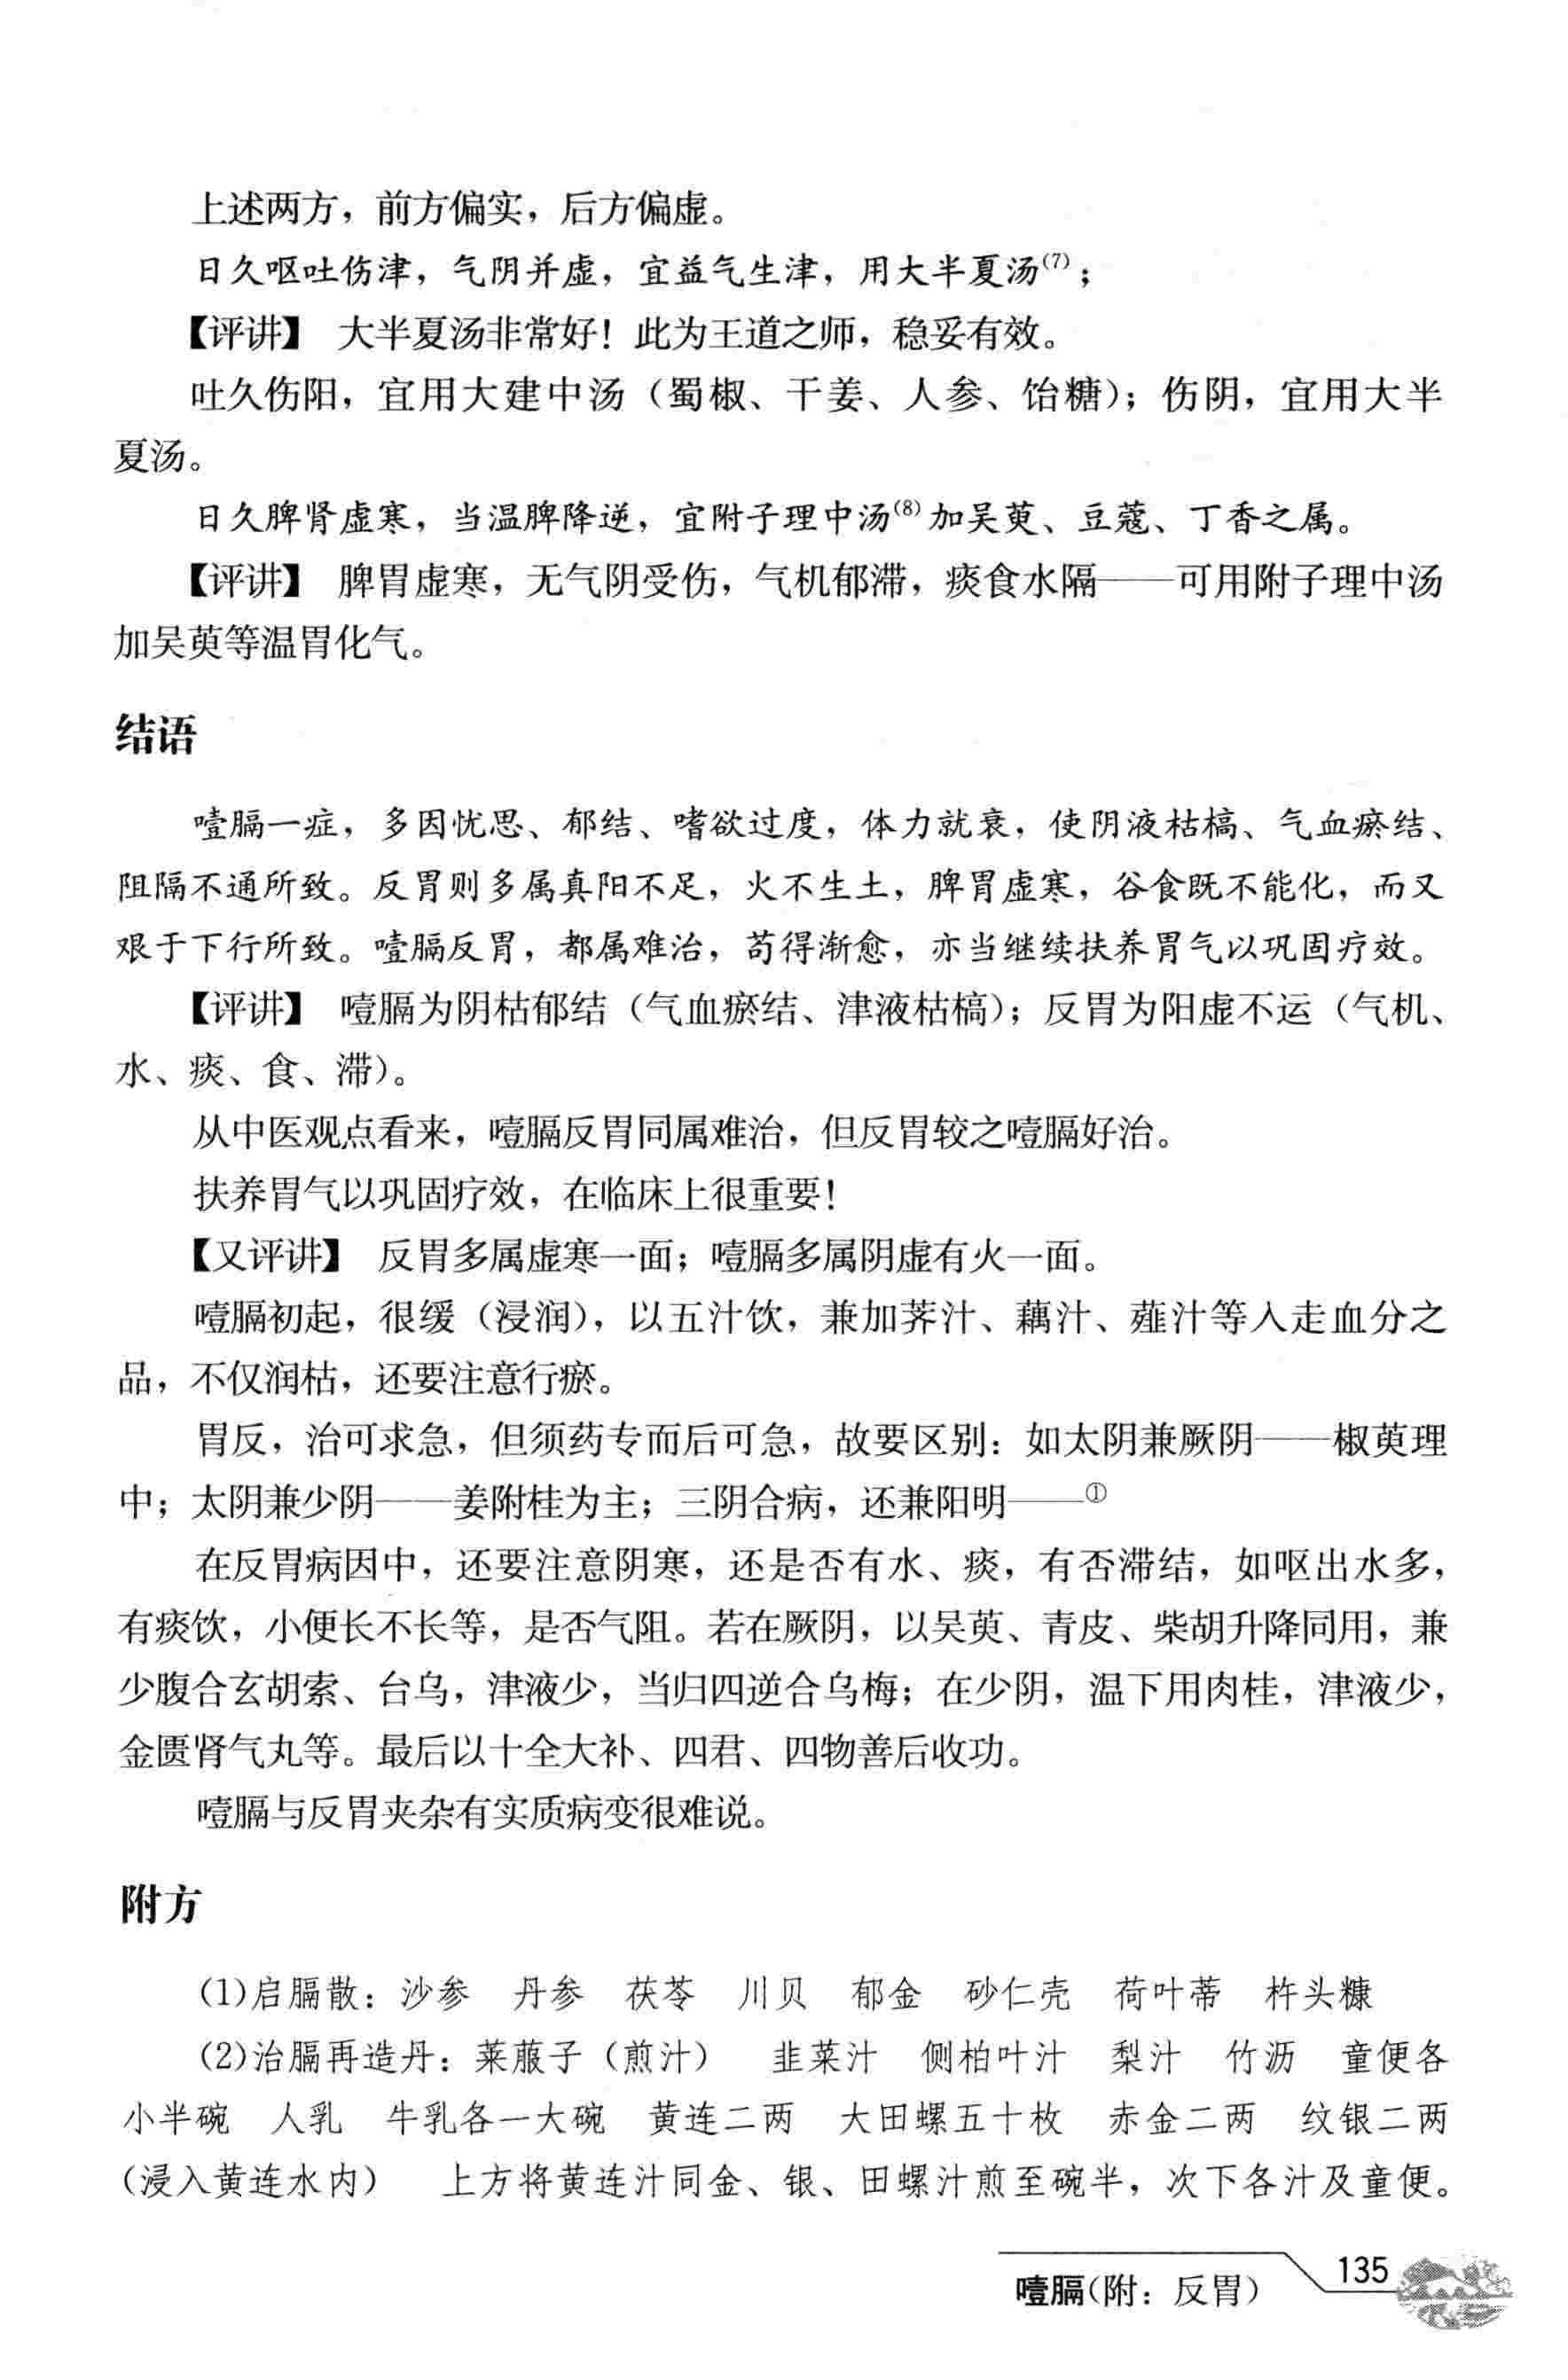 上述两方，前方偏实，后方偏虚。
日久呕吐伤津，气阴并虚，宜益气生津，用大半夏汤⁽⁷⁾；
【评讲】 大半夏汤非常好！此为王道之师，稳妥有效。
吐久伤阳，宜用大建中汤（蜀椒、干姜、人参、饴糖）；伤阴，宜用大半
夏汤。
日久脾肾虚寒，当温脾降逆，宜附子理中汤⁽⁸⁾加吴萸、豆蔻、丁香之属。
【评讲】 脾胃虚寒，无气阴受伤，气机郁滞，痰食水隔——可用附子理中汤
加吴萸等温胃化气。
结语
噎膈一症，多因忧思、郁结、嗜欲过度，体力就衰，使阴液枯槁、气血瘀结、
阻隔不通所致。反胃则多属真阳不足，火不生土，脾胃虚寒，谷食既不能化，而又
艰于下行所致。噎膈反胃，都属难治，苟得渐愈，亦当继续扶养胃气以巩固疗效。
【评讲】 噎膈为阴枯郁结（气血瘀结、津液枯槁）；反胃为阳虚不运（气机、
水、痰、食、滞）。
从中医观点看来，噎膈反胃同属难治，但反胃较之噎膈好治。
扶养胃气以巩固疗效，在临床上很重要！
【又评讲】 反胃多属虚寒一面；噎膈多属阴虚有火一面。
噎膈初起，很缓（浸润），以五汁饮，兼加荠汁、藕汁、薤汁等入走血分之
品，不仅润枯，还要注意行瘀。
胃反，治可求急，但须药专而后可急，故要区别：如太阴兼厥阴——椒萸理
中；太阴兼少阴——姜附桂为主；三阴合病，还兼阳明——①
在反胃病因中，还要注意阴寒，还是否有水、痰，有否滞结，如呕出水多，
有痰饮，小便长不长等，是否气阻。若在厥阴，以吴萸、青皮、柴胡升降同用，兼
少腹合玄胡索、台乌，津液少，当归四逆合乌梅；在少阴，温下用肉桂，津液少，
金匮肾气丸等。最后以十全大补、四君、四物善后收功。
噎膈与反胃夹杂有实质病变很难说。
附方
(1)启膈散：沙参 丹参 茯苓 川贝 郁金 砂仁壳 荷叶蒂 杵头糠
(2)治膈再造丹：莱菔子（煎汁） 韭菜汁 侧柏叶汁 梨汁 竹沥 童便各
小半碗 人乳 牛乳各一大碗 黄连二两 大田螺五十枚 赤金二两 纹银二两
（浸入黄连水内） 上方将黄连汁同金、银、田螺汁煎至碗半，次下各汁及童便。
噎膈（附：反胃） 135